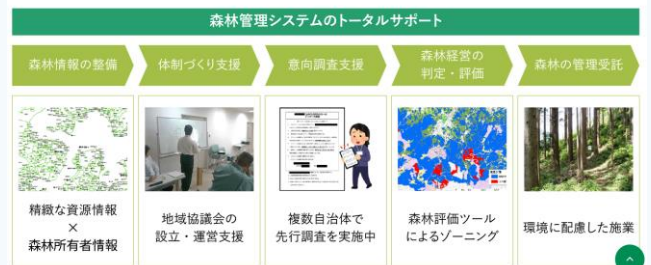 森林管理システムのトータルサポート
森林情報の整備
体制づくり支援
意向調査支援
森林経営の
判定・評価
森林の管理受託
精緻な資源情報
×
森林所有者情報
地域協議会の
設立・運営支援
複数自治体で
先行調査を実施中
森林評価ツール
によるゾーニング
環境に配慮した施業